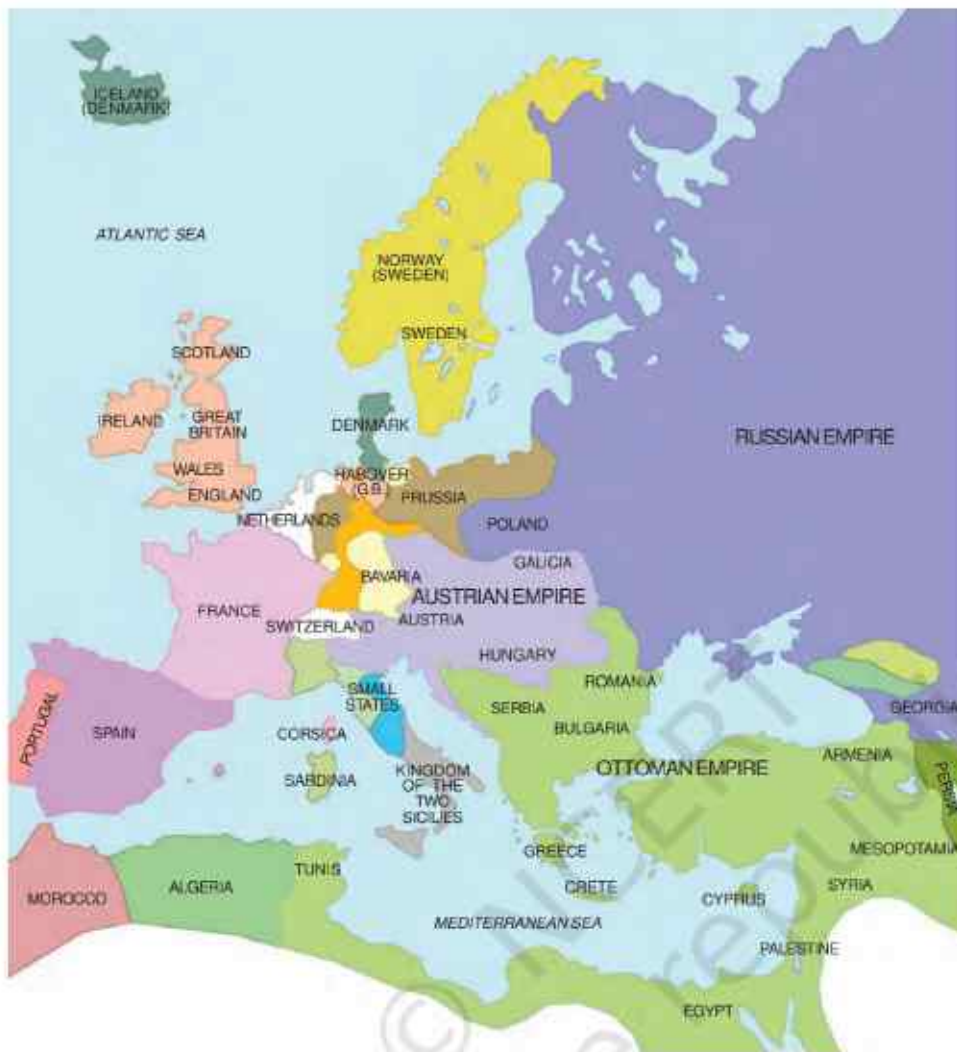 ICELAND
(DENMARK)
ATLANTIC SEA
NORWAY
(SWEDEN)
SWEDEN
SCOTLAND
IRELAND
GREAT
BRITAIN
DENMARK
RUSSIAN EMPIRE
WALES
HABOVER
(G.B.)
ENGLAND
PRUSSIA
NETHERLANDS
POLAND
GALICIA
BAVARIA
AUSTRIAN EMPIRE
FRANCE
AUSTRIA
SWITZERLAND
HUNGARY
ROMANIA
SMALL
STATES
SERBIA
GEORGIA
PORTUGAL
SPAIN
BULGARIA
CORSICA
ARMENIA
OTTOMAN EMPIRE
PERSIA
SARDINIA
KINGDOM
OF THE
TWO
SICILIES
GREECE
MESOPOTAMIA
TUNIS
ALGERIA
CRETE
SYRIA
MOROCCO
CYPRUS
MEDITERRANEAN SEA
PALESTINE
EGYPT
© NCERT
republ